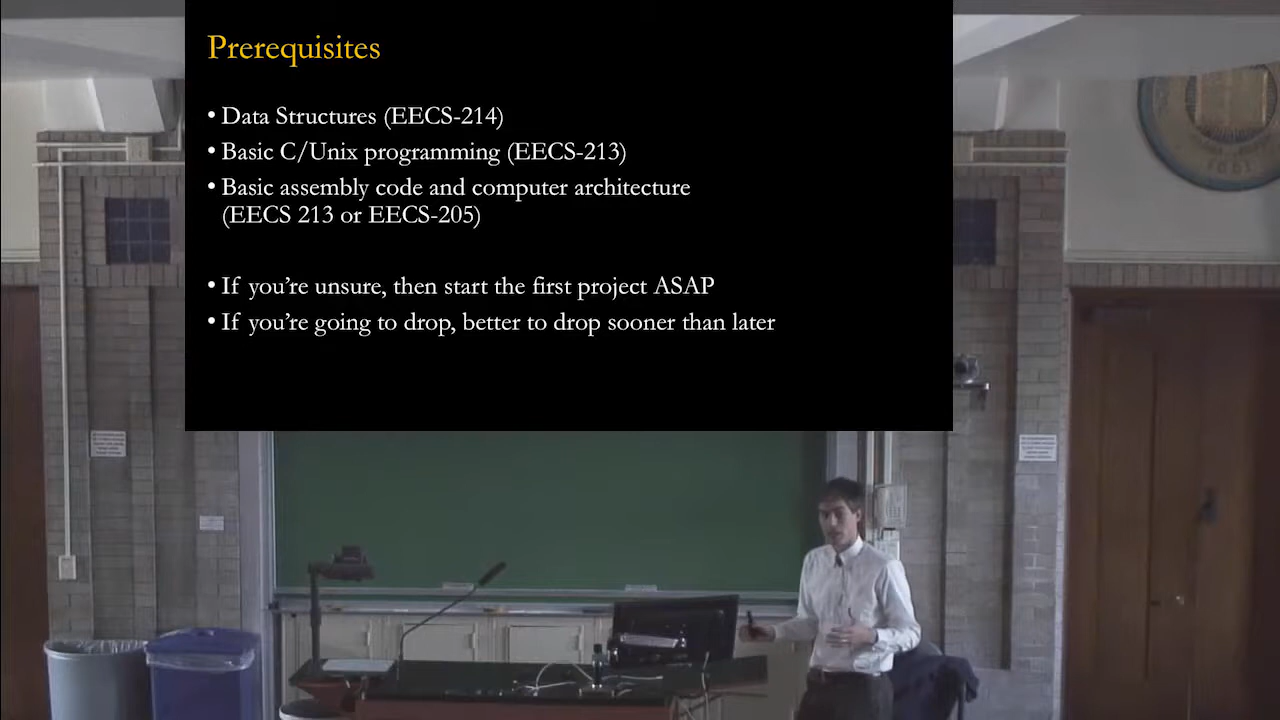 Prerequisites
• Data Structures (EECS-214)
• Basic C/Unix programming (EECS-213)
• Basic assembly code and computer architecture
(EECS 213 or EECS-205)
• If you're unsure, then start the first project ASAP
• If you're going to drop, better to drop sooner than later